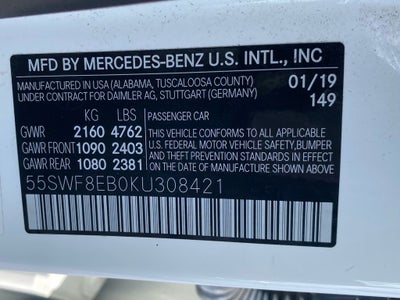 MFD BY MERCEDES-BENZ U.S. INTL., INC
MANUFACTURED IN USA (ALABAMA, TUSCALOOSA COUNTY) 01/19
UNDER CONTRACT FOR DAIMLER AG, STUTTGART (GERMANY) 149
KG LBS PASSENGER CAR
GVWR 2160 4762 THIS VEHICLE CONFORMS TO ALL APPLICABLE
GAWR FRONT 1090 2403 U.S. FEDERAL MOTOR VEHICLE SAFETY,BUMPER
GAWR REAR 1080 2381 AND THEFT PREVENTION STANDARDS IN EFFECT
ON THE DATE OF MANUFACTURE SHOWN ABOVE.
55SWF8EB0KU308421